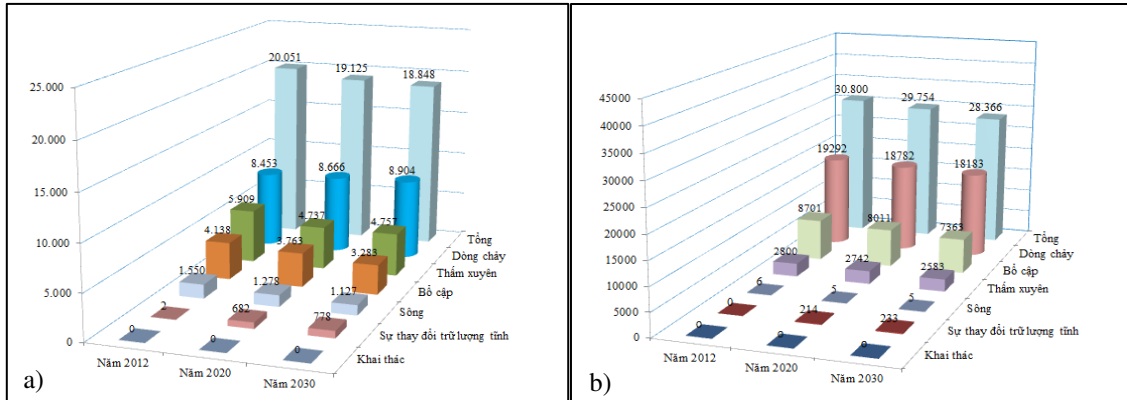 25.000
20.000
15.000
10.000
5.000
0
20.051
19.125
18.848
8.453
8.666
8.904
5.909
4.737
4.757
4.138
3.763
3.283
1.550
1.278
1.127
2
682
778
0
0
0
Năm 2012
Năm 2020
Năm 2030
Tổng
Dòng chảy
Thấm xuyên
Bổ cập
Sông
Sự thay đổi trữ lượng tĩnh
Khai thác
a)
45000
40000
35000
30000
25000
20000
15000
10000
5000
0
30.800
29.754
28.366
19292
18782
18183
8701
8011
7363
2800
2742
2583
6
5
5
0
214
233
0
0
0
Năm 2012
Năm 2020
Năm 2030
Tổng
Dòng chảy
Bổ cập
Thấm xuyên
Sông
Sự thay đổi trữ lượng tĩnh
Khai thác
b)